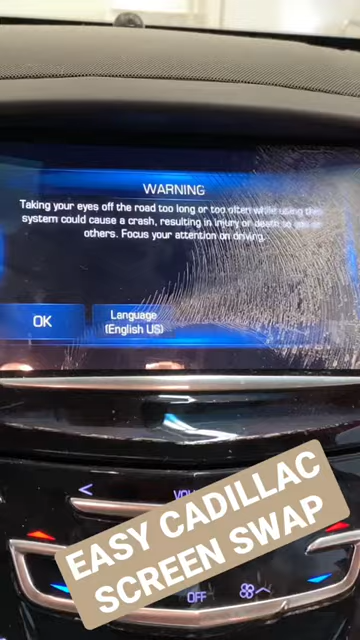 WARNING
Taking your eyes off the road too long or too often while using this
system could cause a crash, resulting in injury or death to you or
others. Focus your attention on driving.
OK
Language
(English US)
<
EASY CADILLAC
SCREEN SWAP
OFF